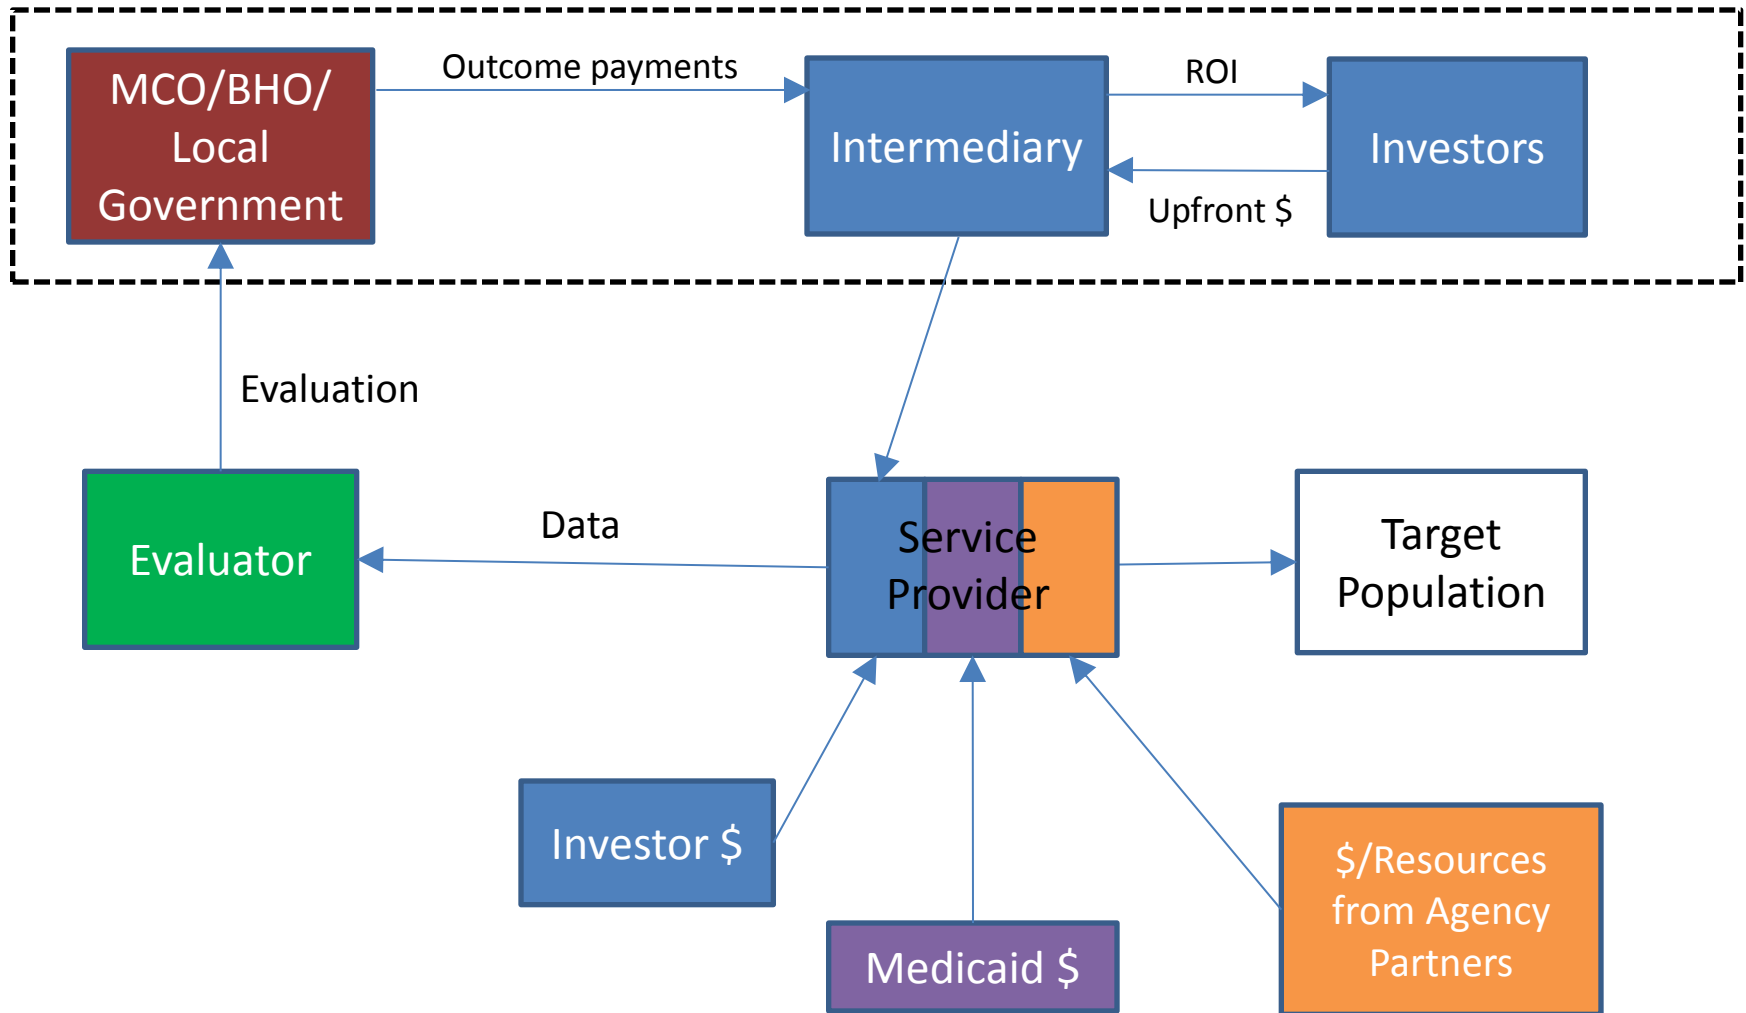 MCO/BHO/
Local
Government
Outcome payments
Intermediary
ROI
Upfront $
Investors
Evaluation
Evaluator
Data
Service
Provider
Target
Population
Investor $
Medicaid $
$/Resources
from Agency
Partners